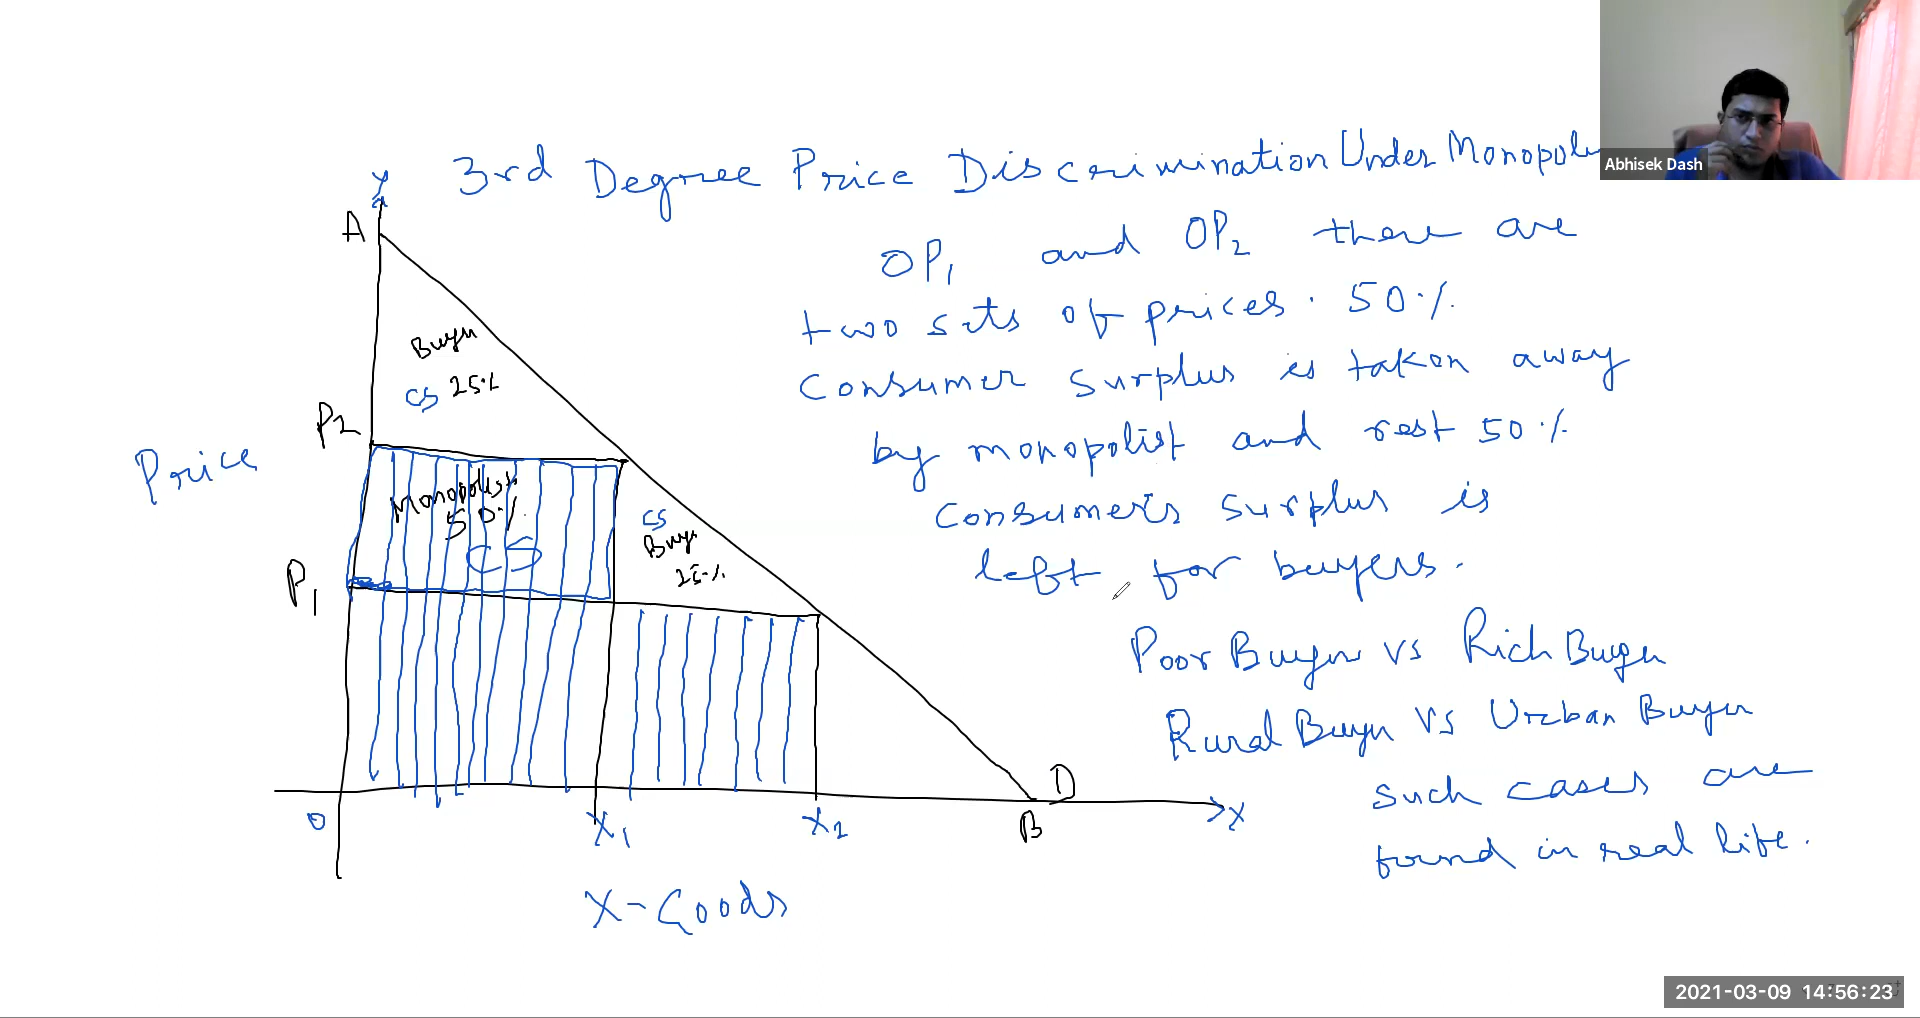 3rd Degree Price Discrimination Under Monopoly
Abhisek Dash
Y
A
OP1 and OP2 there are
two sets of prices. 50%
Consumer surplus is taken away
by monopolist and rest 50%
Consumer's surplus is
left for buyers.
Poor Buyer vs Rich Buyer
Rural Buyer vs Urban Buyer
such cases are
found in real life.
Buyer
CS 25%
P2
Price
Monopolist
50%
CS
CS
Buyer
25%
P1
O
X1
X2
B
D
X
X-Goods
2021-03-09 14:56:23